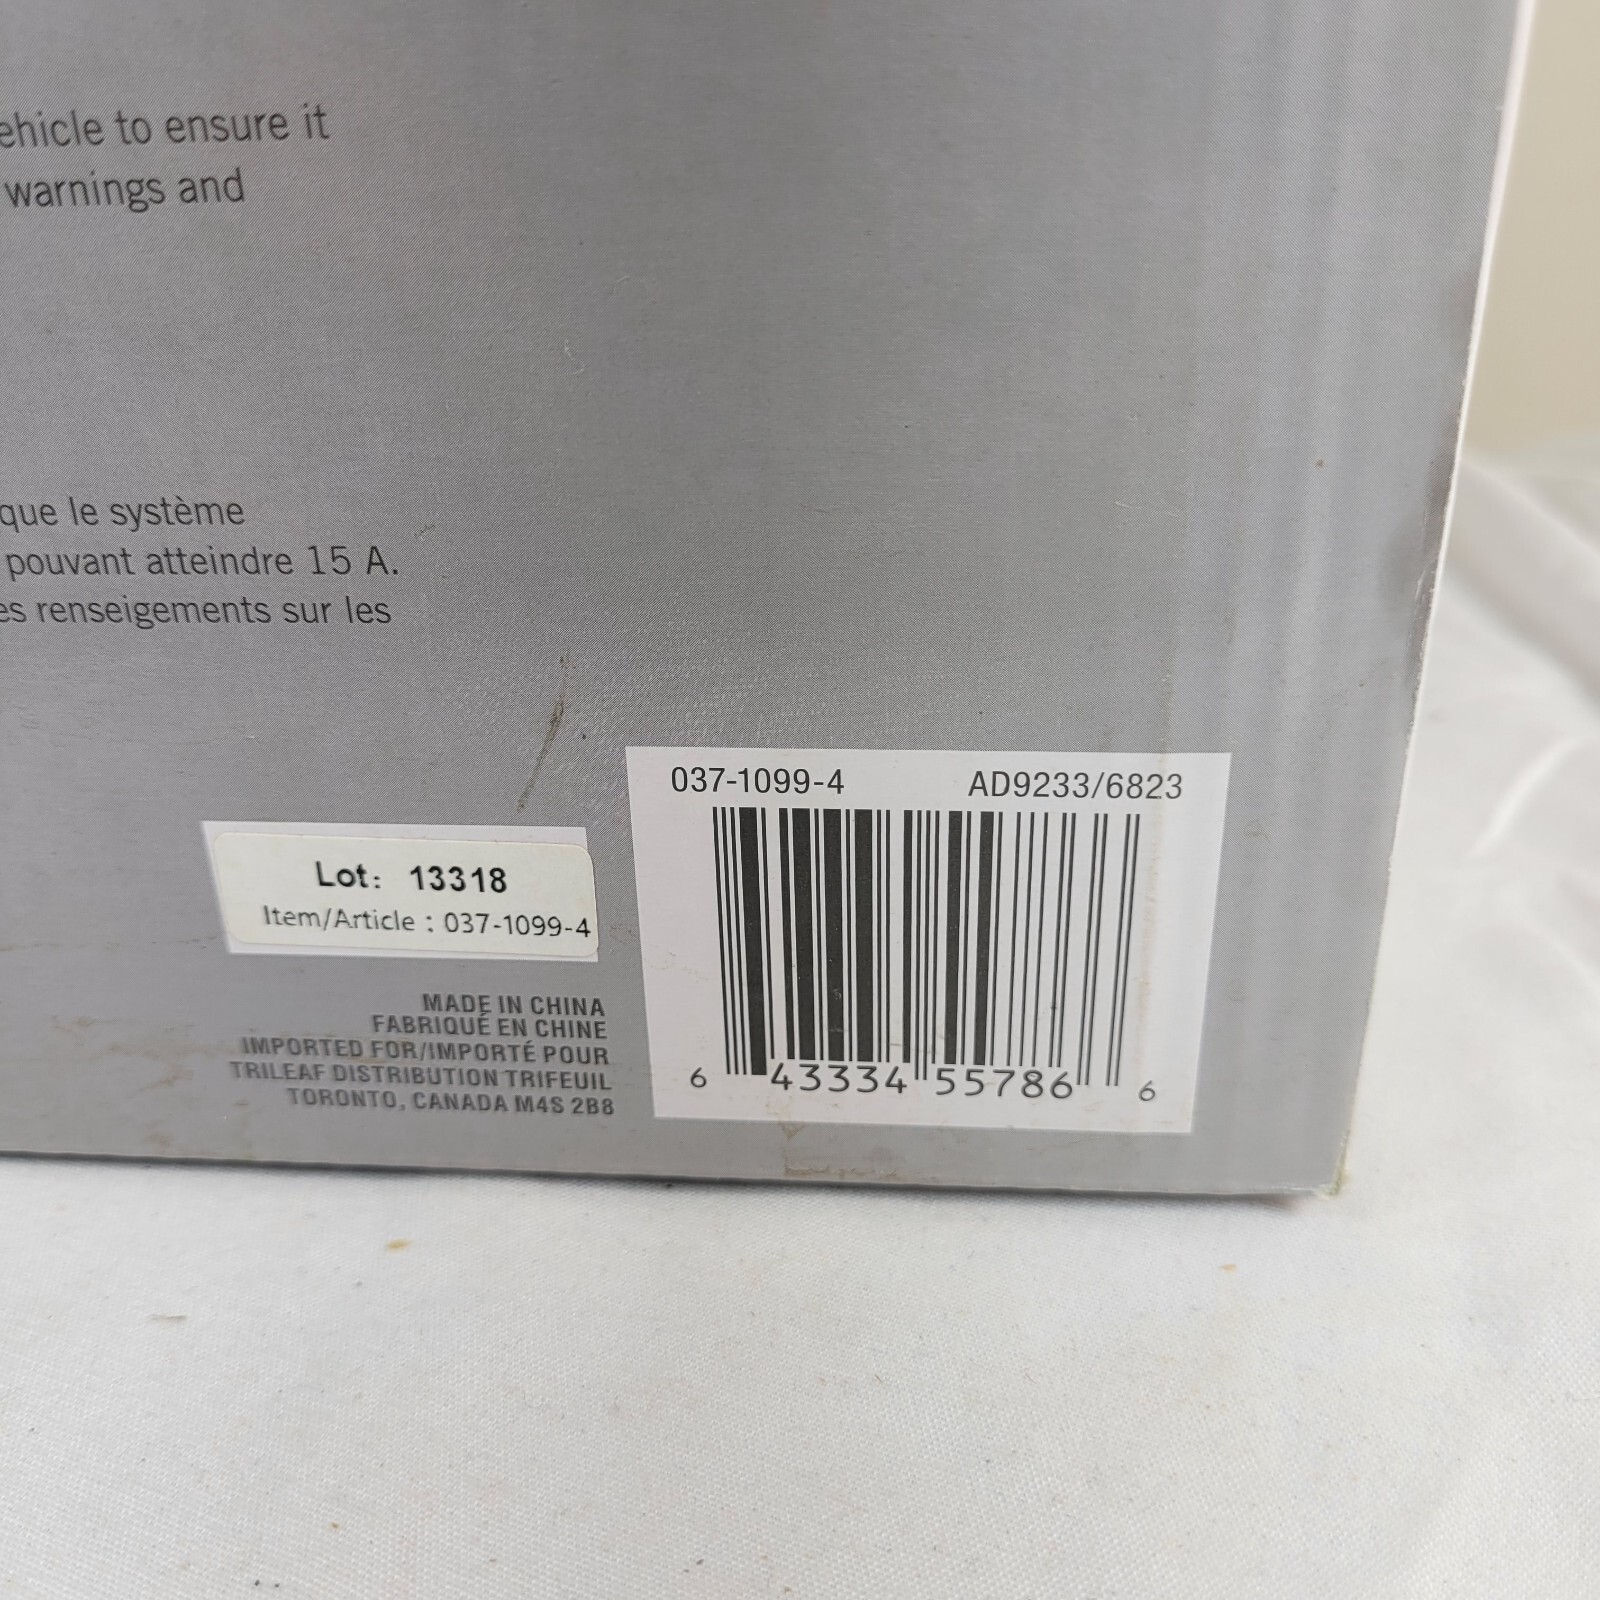 to ensure it
warnings and
que le système
pouvant atteindre 15 A.
renseigements sur les
037-1099-4 AD9233/6823
Lot: 13318
Item/Article : 037-1099-4
MADE IN CHINA
FABRIQUÉ EN CHINE
IMPORTED FOR/IMPORTÉ POUR
TRILEAF DISTRIBUTION TRIFEUIL
TORONTO, CANADA M4S 2B8
6 43334 55786 6